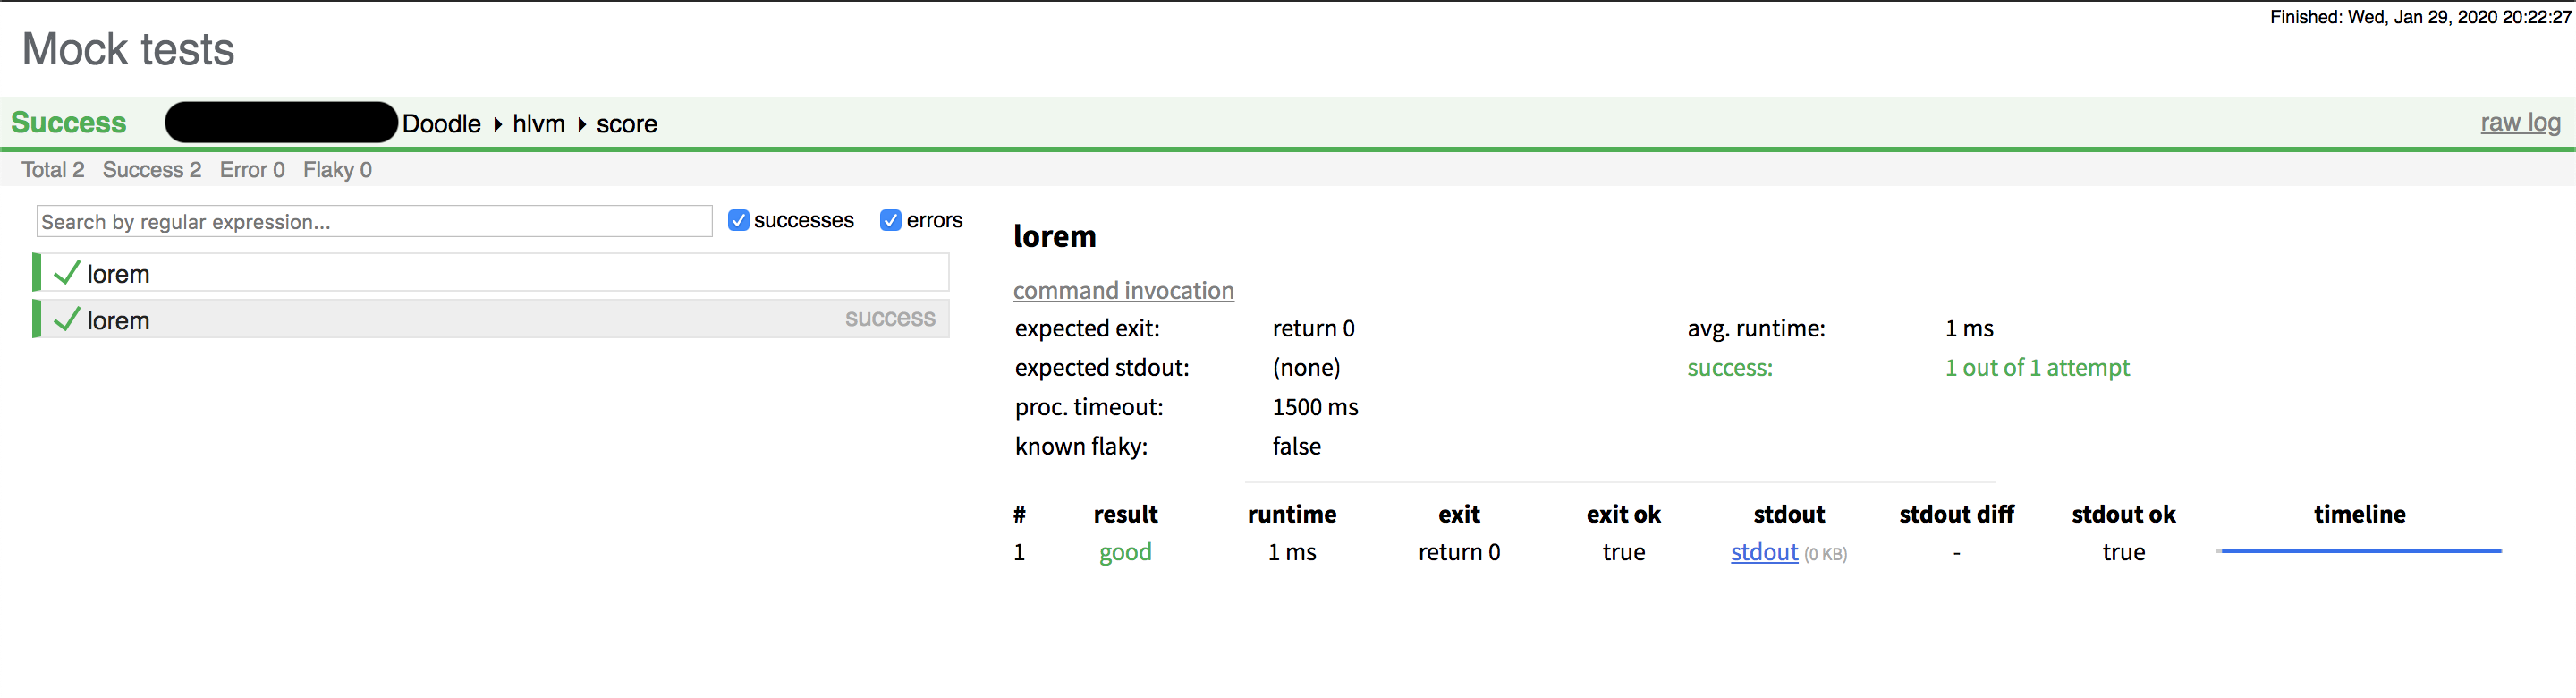 Finished: Wed, Jan 29, 2020 20:22:27
Mock tests
Success Doodle hlvm score raw log
Total 2 Success 2 Error 0 Flaky 0
Search by regular expression... successes errors
lorem
lorem success
lorem
command invocation
expected exit: return 0 avg. runtime: 1 ms
expected stdout: (none) success: 1 out of 1 attempt
proc. timeout: 1500 ms
known flaky: false
# result runtime exit exit ok stdout stdout diff stdout ok timeline
1 good 1 ms return 0 true stdout (0 KB) - true